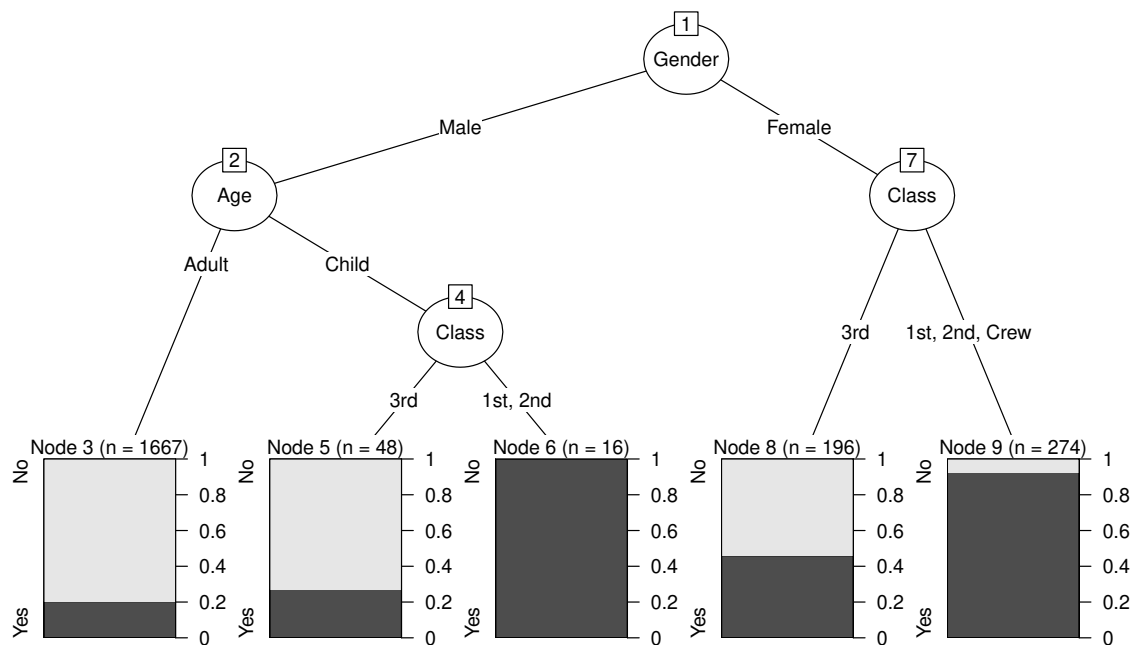 1
Gender
Male
Female
2
Age
7
Class
Adult
Child
4
Class
3rd
1st, 2nd, Crew
3rd
1st, 2nd
Node 3 (n = 1667)
Yes
No
0
0.2
0.4
0.6
0.8
1
Node 5 (n = 48)
Yes
No
0
0.2
0.4
0.6
0.8
1
Node 6 (n = 16)
Yes
No
0
0.2
0.4
0.6
0.8
1
Node 8 (n = 196)
Yes
No
0
0.2
0.4
0.6
0.8
1
Node 9 (n = 274)
Yes
No
0
0.2
0.4
0.6
0.8
1